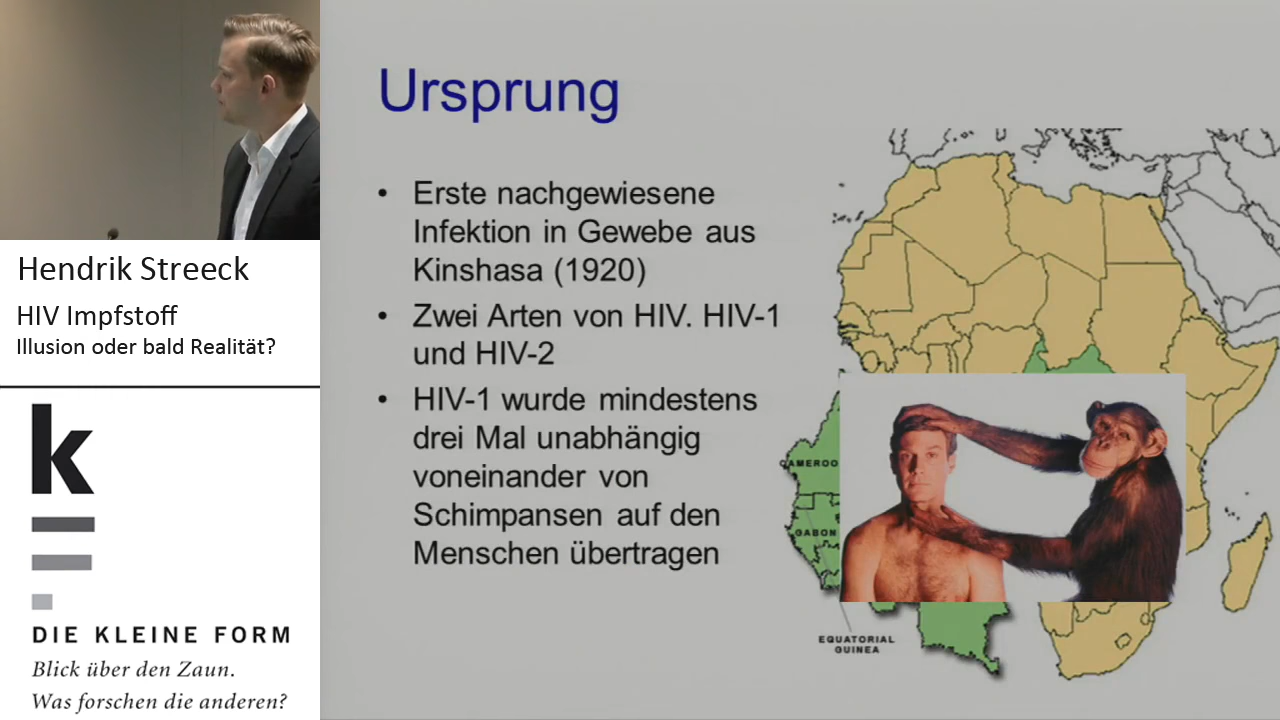 Hendrik Streeck
HIV Impfstoff
Illusion oder bald Realität?
k
DIE KLEINE FORM
Blick über den Zaun.
Was forschen die anderen?
Ursprung
• Erste nachgewiesene
Infektion in Gewebe aus
Kinshasa (1920)
• Zwei Arten von HIV. HIV-1
und HIV-2
• HIV-1 wurde mindestens
drei Mal unabhängig
voneinander von
Schimpansen auf den
Menschen übertragen
CAMEROO
GABON
EQUATORIAL
GUINEA